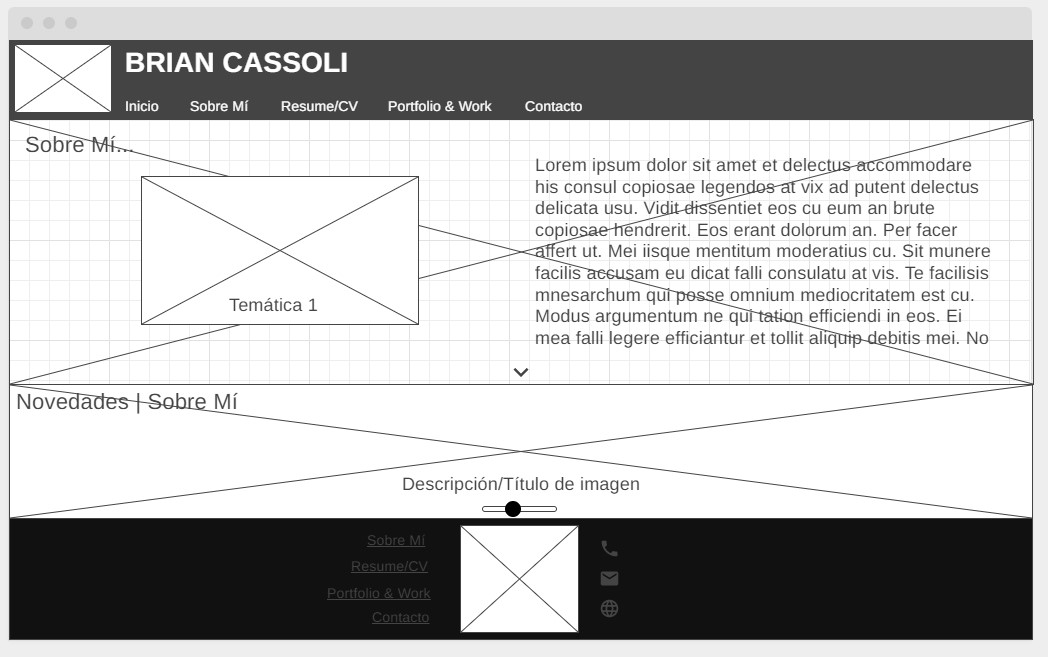 BRIAN CASSOLI
Inicio Sobre Mí Resume/CV Portfolio & Work Contacto
Sobre Mí...
Temática 1
Lorem ipsum dolor sit amet et delectus accommodare
his consul copiosae legendos at vix ad putent delectus
delicata usu. Vidit dissentiet eos cu eum an brute
copiosae hendrerit. Eos erant dolorum an. Per facer
affert ut. Mei iisque mentitum moderatius cu. Sit munere
facilis accusam eu dicat falli consulatu at vis. Te facilisis
mnesarchum qui posse omnium mediocritatem est cu.
Modus argumentum ne qui tation efficiendi in eos. Ei
mea falli legere efficiantur et tollit aliquip debitis mei. No
Novedades | Sobre Mí
Descripción/Título de imagen
Sobre Mí
Resume/CV
Portfolio & Work
Contacto